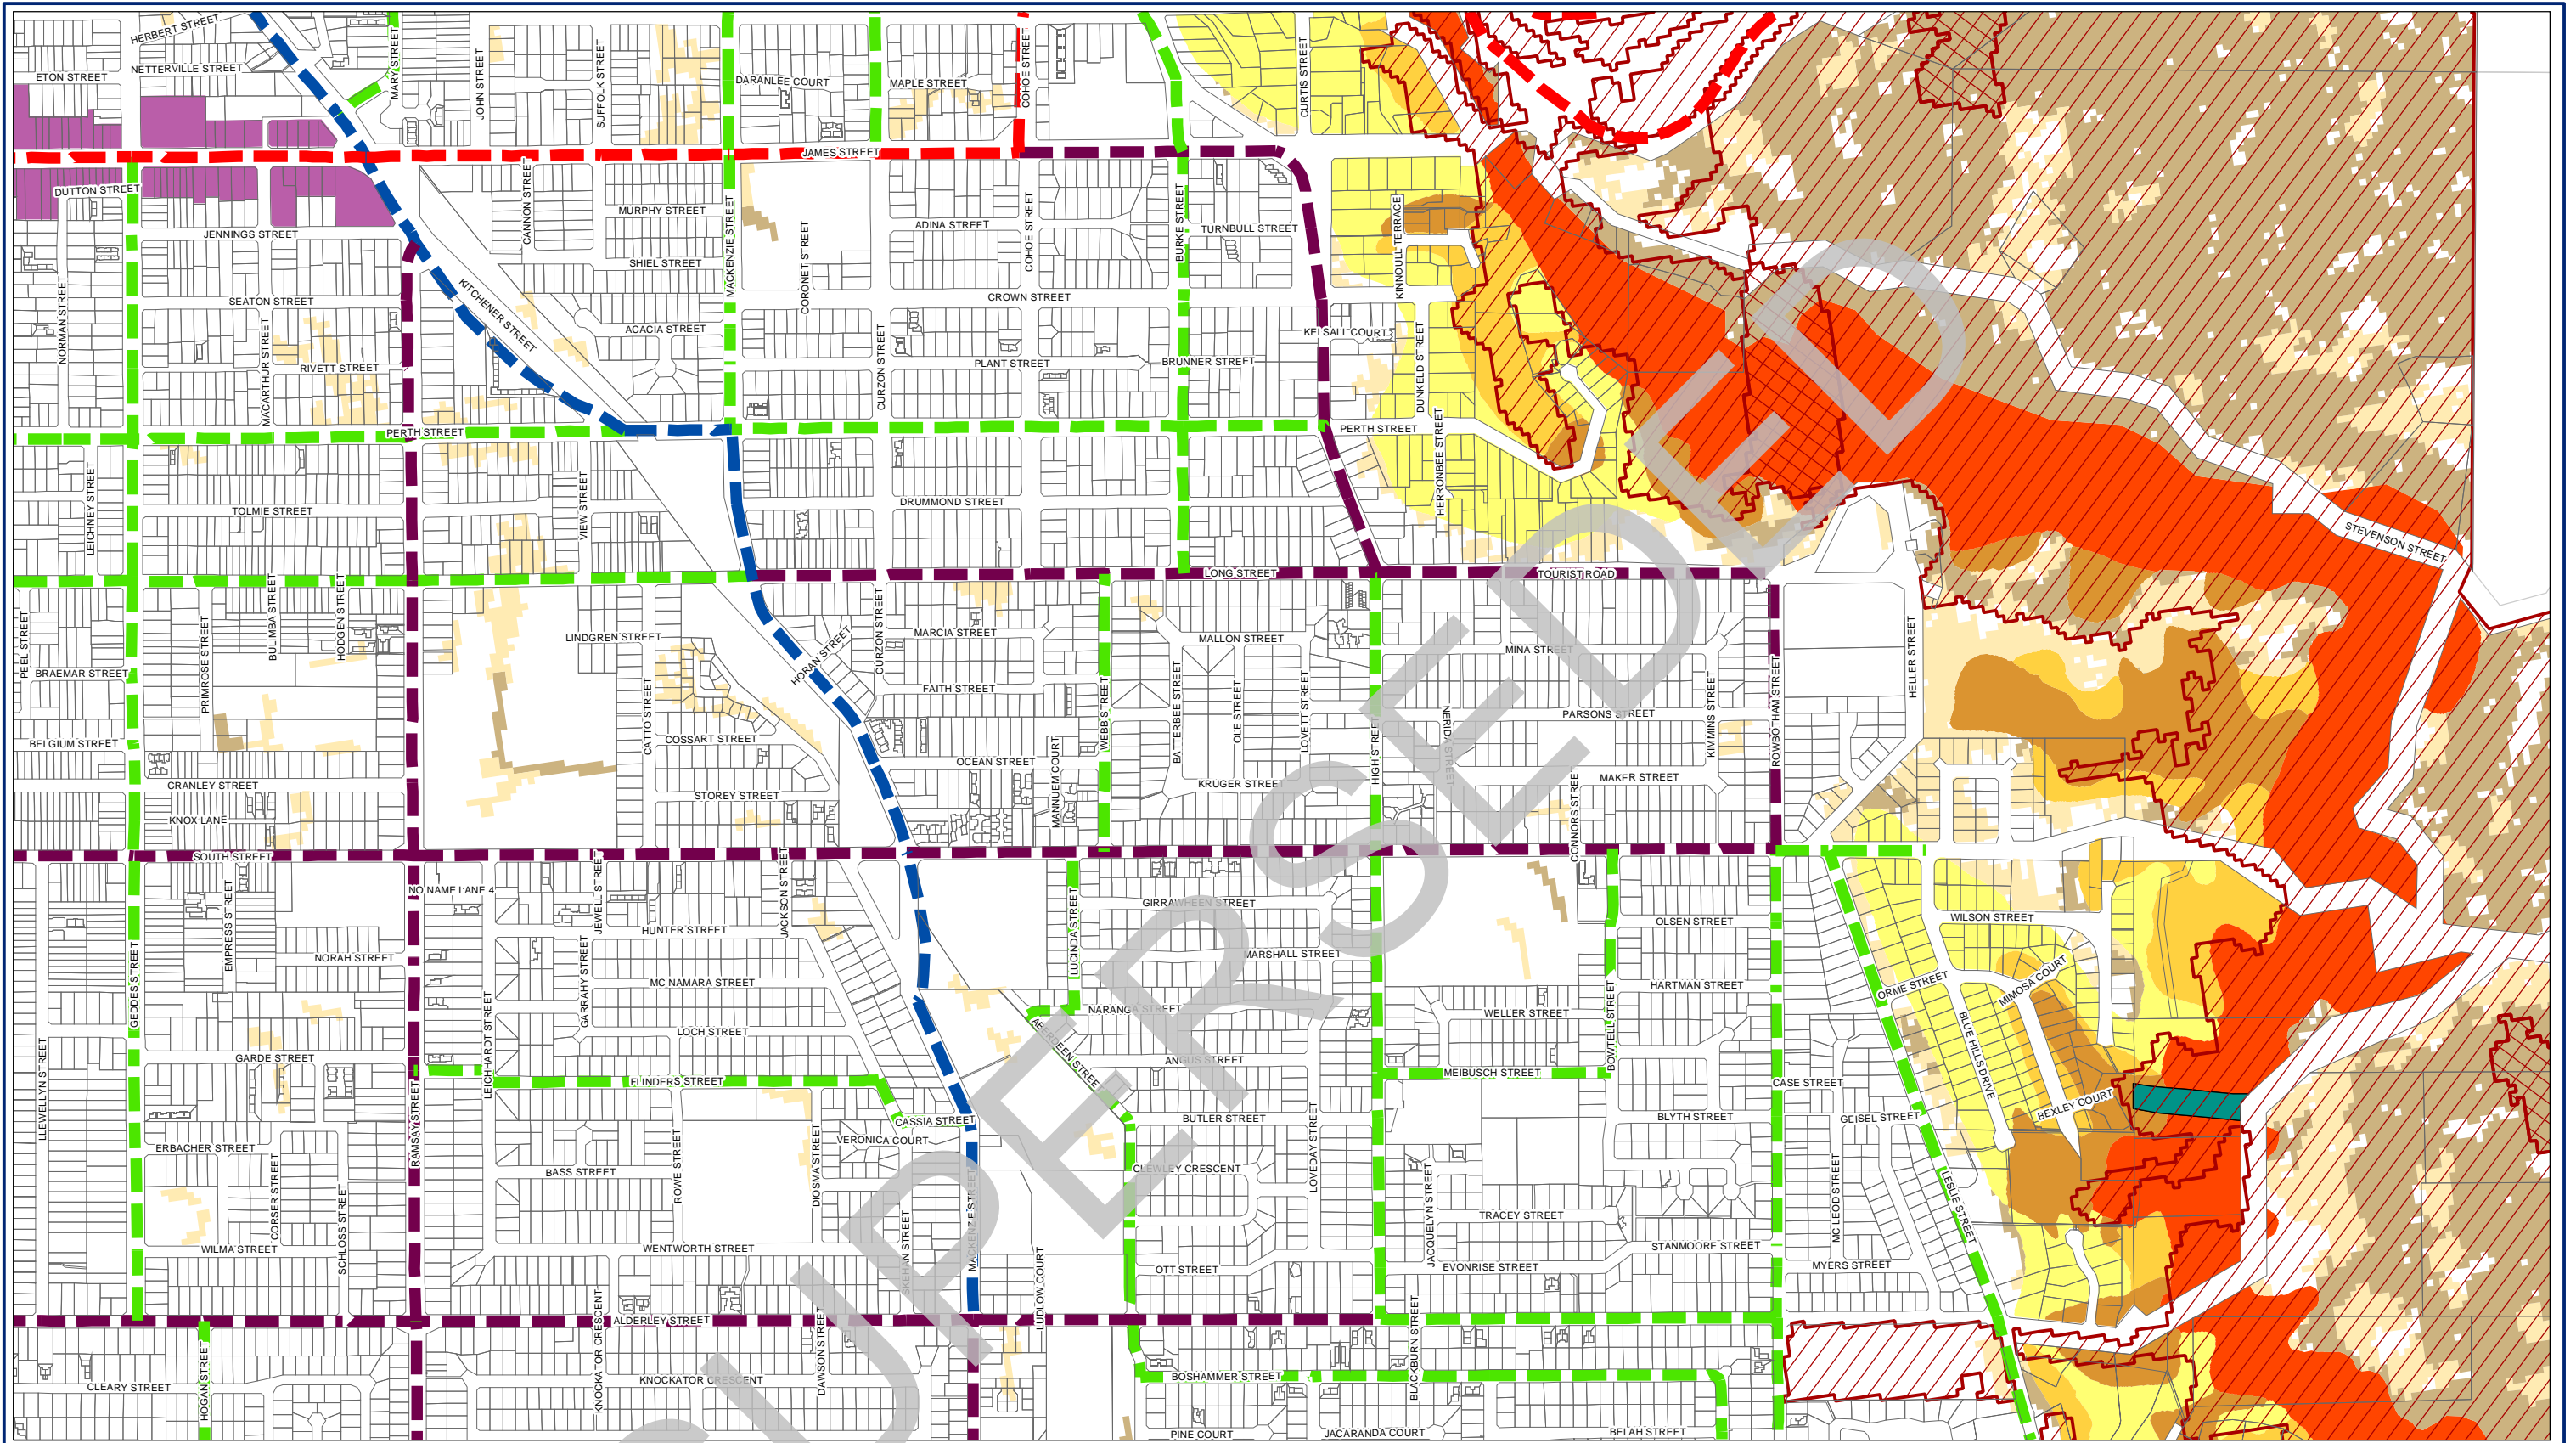 HERBERT STREET
NETTERVILLE STREET
ETON STREET
MARY STREET
JOHN STREET
SUFFOLK STREET
DARANLEE COURT
MAPLE STREET
COHOE STREET
CURTIS STREET
JAMES STREET
DUTTON STREET
CANNON STREET
MURPHY STREET
MACKENZIE STREET
CORONET STREET
ADINA STREET
COHOE STREET
BURKE STREET
TURNBULL STREET
KINNOULL TERRACE
JENNINGS STREET
SHIEL STREET
NORMAN STREET
SEATON STREET
KITCHENER STREET
CROWN STREET
ACACIA STREET
KELSALL COURT
MACARTHUR STREET
RIVETT STREET
CURZON STREET
PLANT STREET
BRUNNER STREET
DUNKELD STREET
PERTH STREET
PERTH STREET
HERRONBEE STREET
LEICHNEY STREET
TOLMIE STREET
VIEW STREET
DRUMMOND STREET
STEVENSON STREET
LONG STREET
TOURIST ROAD
PEEL STREET
PRIMROSE STREET
BULIMBA STREET
HODGEN STREET
LINDGREN STREET
HORAN STREET
CURZON STREET
MARCIA STREET
MALLON STREET
MINA STREET
HELLER STREET
BRAEMAR STREET
CATTO STREET
FAITH STREET
WEBB STREET
BATTERBEE STREET
OLE STREET
LOVETT STREET
HIGH STREET
NERIDA STREET
PARSONS STREET
KIMMINS STREET
ROWBOTHAM STREET
BELGIUM STREET
COSSART STREET
OCEAN STREET
MANNUEM COURT
CRANLEY STREET
STOREY STREET
KRUGER STREET
MAKER STREET
CONNORS STREET
KNOX LANE
SOUTH STREET
NO NAME LANE 4
JEWELL STREET
JACKSON STREET
GEDDES STREET
EMPRESS STREET
HUNTER STREET
LUCINDA STREET
GIRRAWHEEN STREET
OLSEN STREET
WILSON STREET
NORAH STREET
GARRAHY STREET
MARSHALL STREET
MC NAMARA STREET
HARTMAN STREET
ORME STREET
MIMOSA COURT
LLEWELLYN STREET
LEICHHARDT STREET
LOCH STREET
NARANGA STREET
WELLER STREET
BOWTELL STREET
BLUE HILLS DRIVE
GARDE STREET
ABERGREEN STREET
ANGUS STREET
FLINDERS STREET
MEIBUSCH STREET
CASE STREET
RAMSAY STREET
CASSIA STREET
BUTLER STREET
BLYTH STREET
GEISEL STREET
BEXLEY COURT
ERBACHER STREET
VERONICA COURT
BASS STREET
ROWE STREET
DIOSMA STREET
CLEWLEY CRESCENT
LOVEDAY STREET
CORSER STREET
SCHLOSS STREET
MACKENZIE STREET
JACQUELYN STREET
TRACEY STREET
MCLEOD STREET
LESLIE STREET
WILMA STREET
WENTWORTH STREET
SKEHAN STREET
LUDLOW COURT
OTT STREET
EVONRISE STREET
STANMOORE STREET
MYERS STREET
ALDERLEY STREET
KNOCKATOR CRESCENT
DAWSON STREET
BLACKBURN STREET
CLEARY STREET
HOGAN STREET
KNOCKATOR CRESCENT
BOSHAMMER STREET
PINE COURT
JACARANDA COURT
BELAH STREET
SUPERSEDED